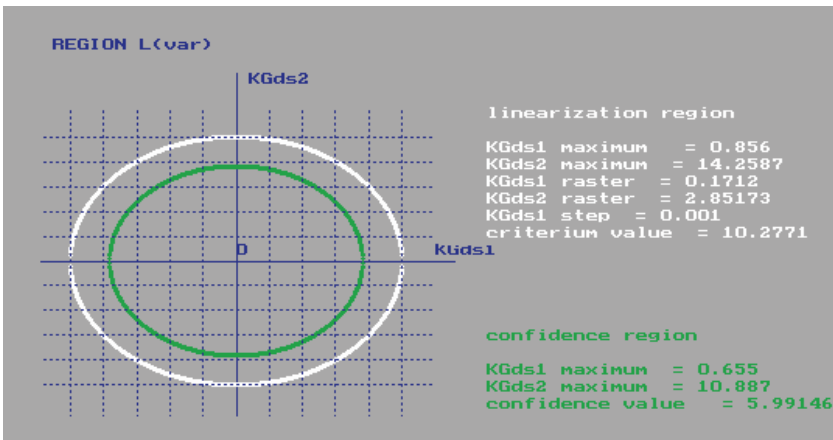 REGION L(var)
KGds2
linearization region
KGds1 maximum = 0.856
KGds2 maximum = 14.2587
KGds1 raster = 0.1712
KGds2 raster = 2.85173
KGds1 step = 0.001
criterium value = 10.2771
0
KGds1
confidence region
KGds1 maximum = 0.655
KGds2 maximum = 10.887
confidence value = 5.99146